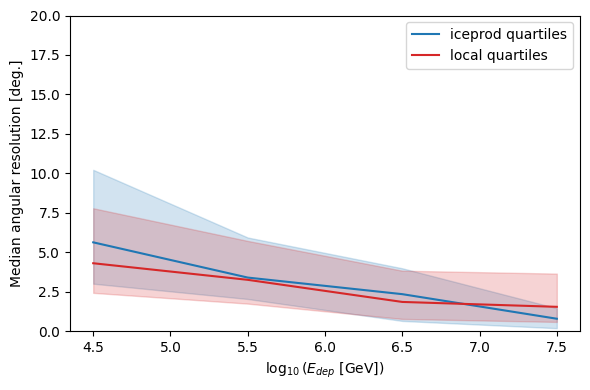 20.0
17.5
15.0
12.5
10.0
7.5
5.0
2.5
0.0
Median angular resolution [deg.]
iceprod quartiles
local quartiles
4.5 5.0 5.5 6.0 6.5 7.0 7.5
log₁₀(E_dep [GeV])